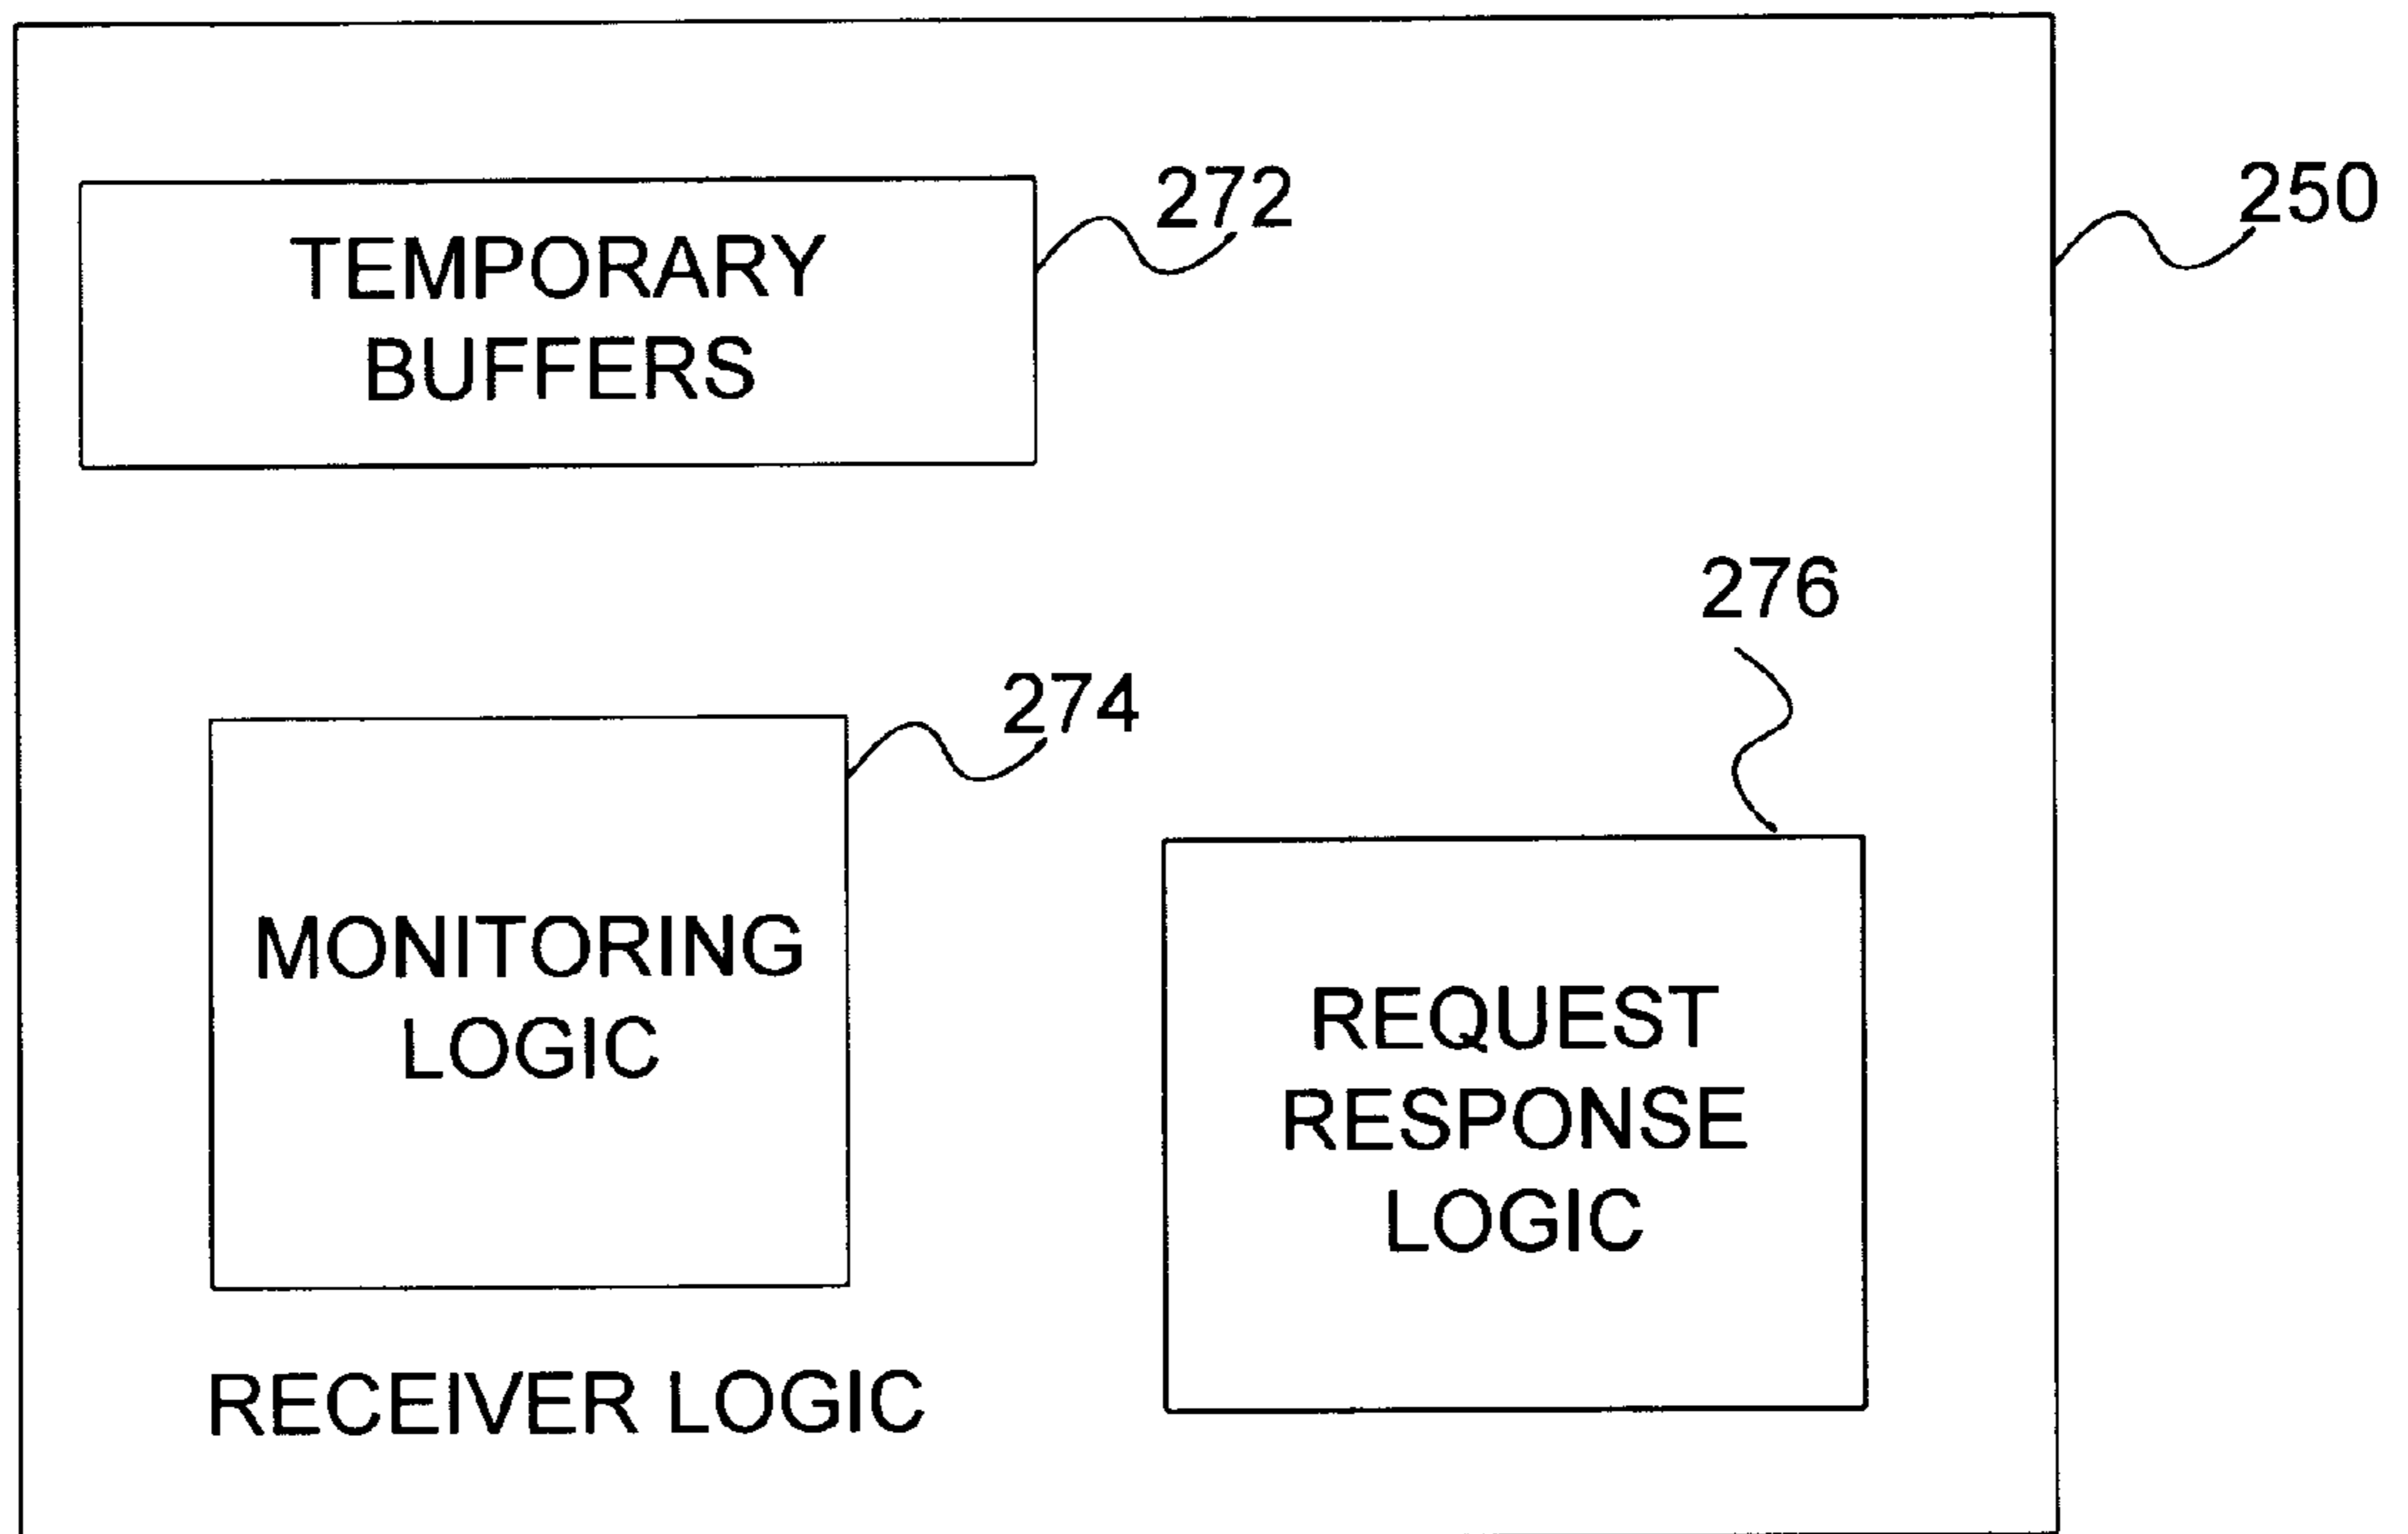 272
250
TEMPORARY
BUFFERS
276
274
MONITORING
LOGIC
REQUEST
RESPONSE
LOGIC
RECEIVER LOGIC